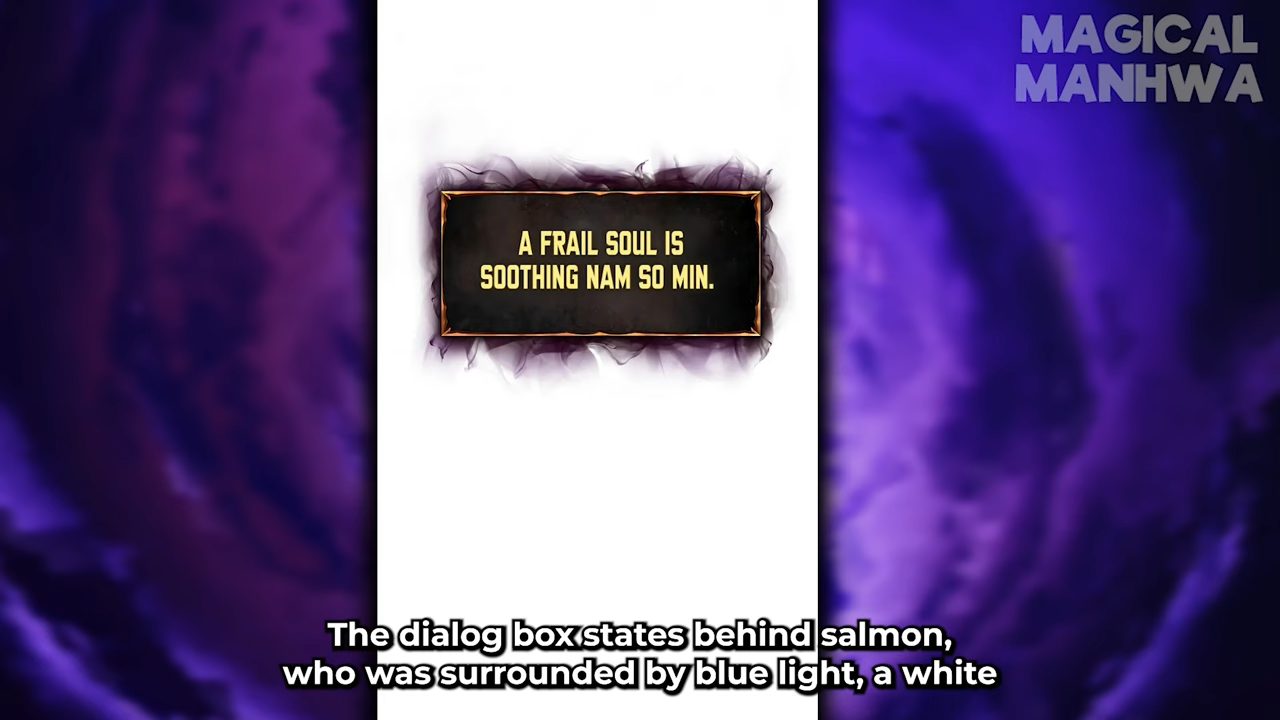 MAGICAL
MANHWA
A FRAIL SOUL IS
SOOTHING NAM SO MIN.
The dialog box states behind salmon,
who was surrounded by blue light, a white